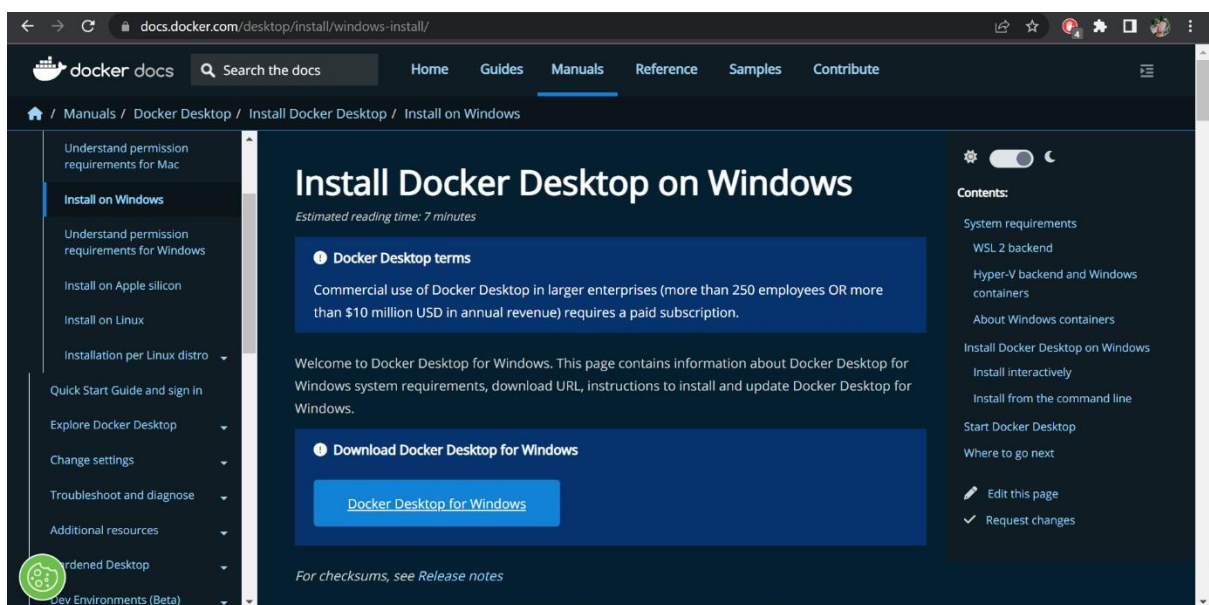 docs.docker.com/desktop/install/windows-install/
4
docker docs
Search the docs
Home Guides Manuals Reference Samples Contribute
/ Manuals / Docker Desktop / Install Docker Desktop / Install on Windows
Understand permission
requirements for Mac
Install on Windows
Understand permission
requirements for Windows
Install on Apple silicon
Install on Linux
Installation per Linux distro
Quick Start Guide and sign in
Explore Docker Desktop
Change settings
Troubleshoot and diagnose
Additional resources
rdened Desktop
Dev Environments (Beta)
Install Docker Desktop on Windows
Estimated reading time: 7 minutes
Docker Desktop terms
Commercial use of Docker Desktop in larger enterprises (more than 250 employees OR more
than $10 million USD in annual revenue) requires a paid subscription.
Welcome to Docker Desktop for Windows. This page contains information about Docker Desktop for
Windows system requirements, download URL, instructions to install and update Docker Desktop for
Windows.
Download Docker Desktop for Windows
Docker Desktop for Windows
For checksums, see Release notes
Contents:
System requirements
WSL 2 backend
Hyper-V backend and Windows
containers
About Windows containers
Install Docker Desktop on Windows
Install interactively
Install from the command line
Start Docker Desktop
Where to go next
Edit this page
Request changes